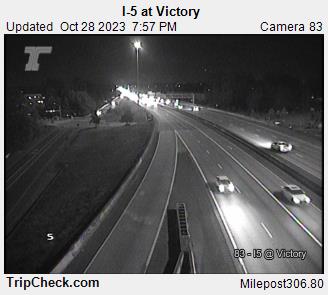 I-5 at Victory
Updated Oct 28 2023 7:57 PM Camera 83
T
S
83 - I5 @ Victory
TripCheck.com Milepost306.80